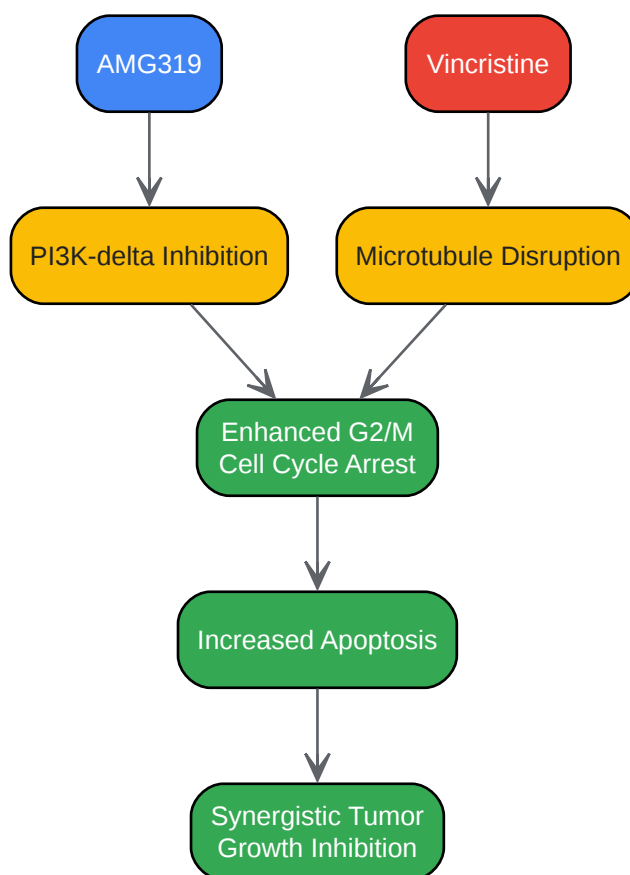 AMG319
Vincristine
PI3K-delta Inhibition
Microtubule Disruption
Enhanced G2/M
Cell Cycle Arrest
Increased Apoptosis
Synergistic Tumor
Growth Inhibition